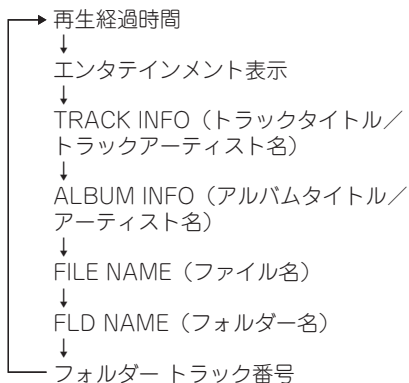 再生経過時間
エンタテインメント表示
TRACK INFO（トラックタイトル／
トラックアーティスト名）
ALBUM INFO（アルバムタイトル／
アーティスト名）
FILE NAME（ファイル名）
FLD NAME（フォルダー名）
フォルダー トラック番号